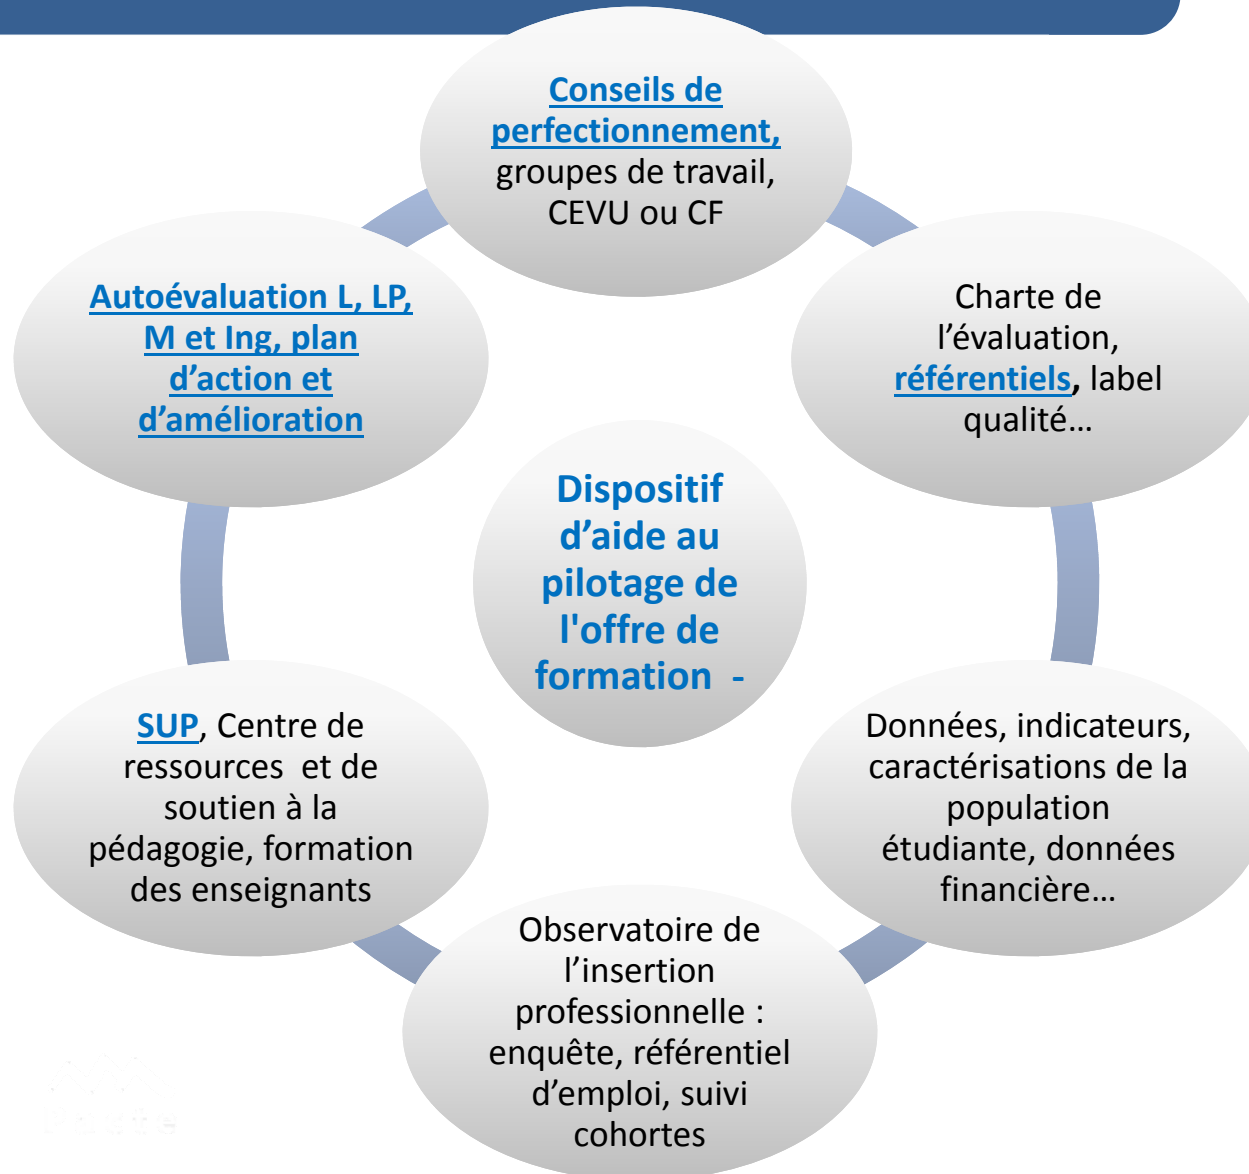 Conseils de
perfectionnement,
groupes de travail,
CEVU ou CF
Charte de
l’évaluation,
référentiels, label
qualité…
Données, indicateurs,
caractérisations de la
population
étudiante, données
financière…
Observatoire de
l’insertion
professionnelle :
enquête, référentiel
d’emploi, suivi
cohortes
SUP, Centre de
ressources et de
soutien à la
pédagogie, formation
des enseignants
Autoévaluation L, LP,
M et Ing, plan
d’action et
d’amélioration
Dispositif
d’aide au
pilotage de
l'offre de
formation -